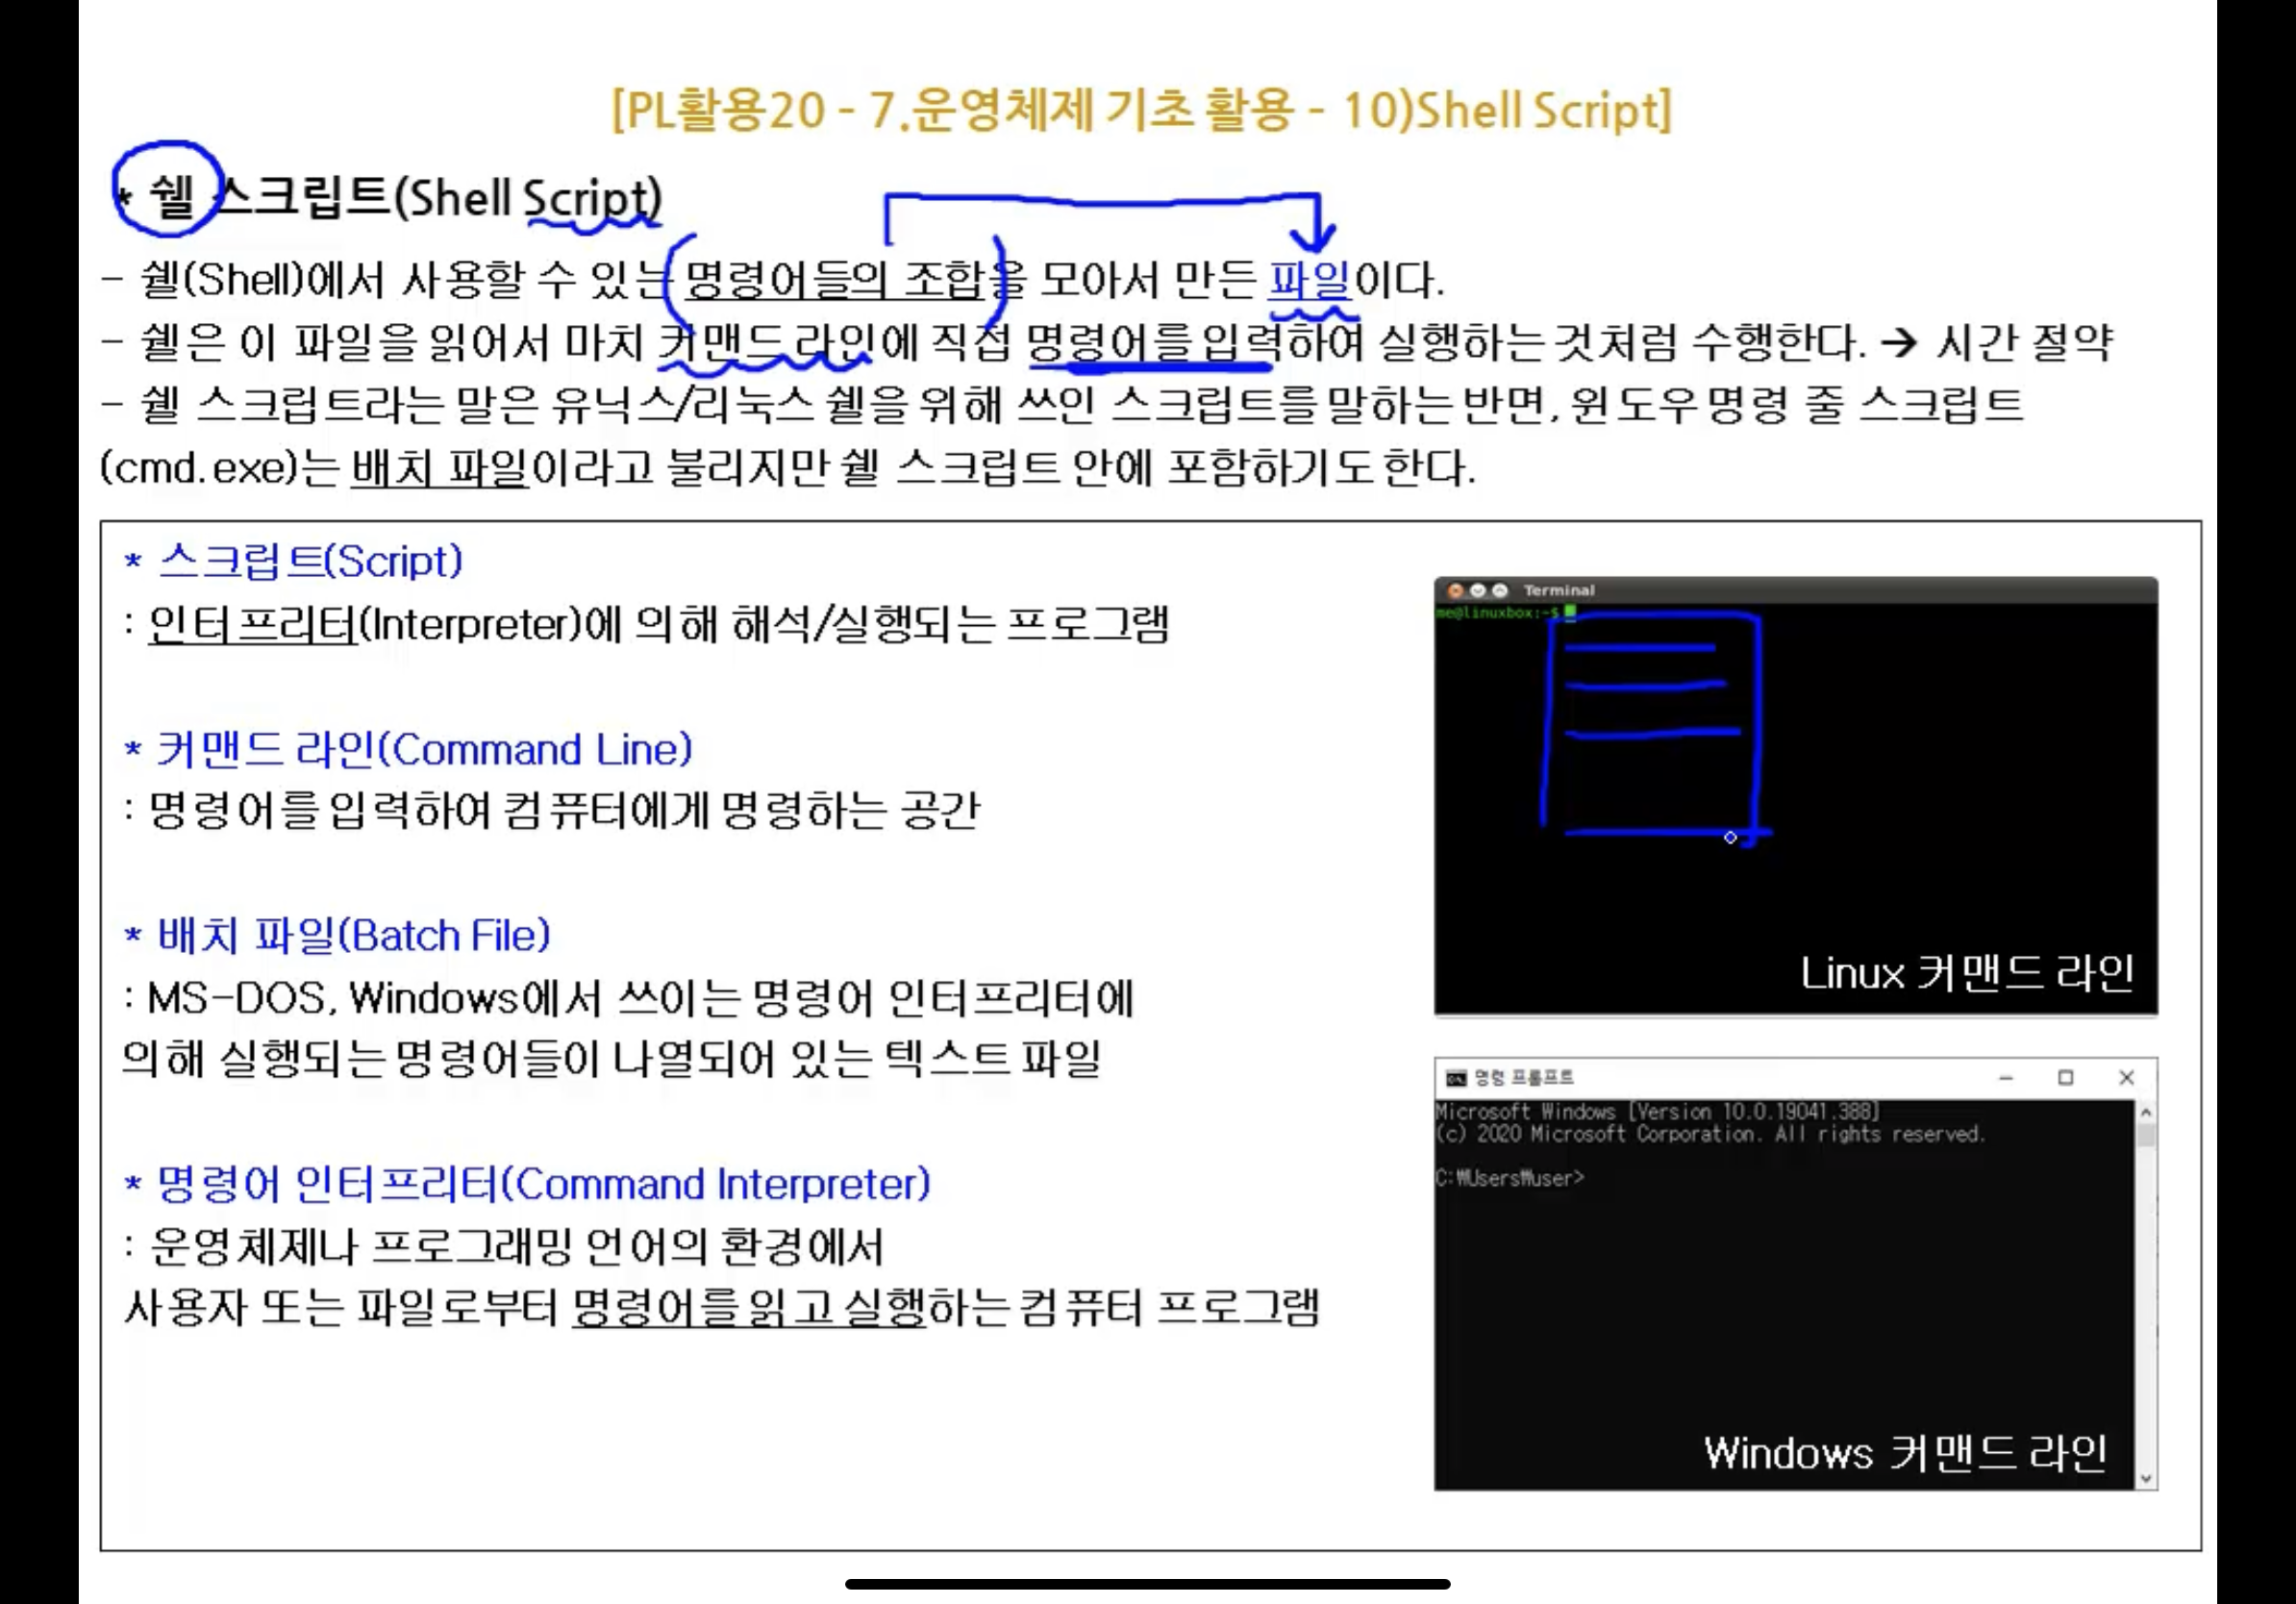 [PL활용20 - 7.운영체제 기초 활용 - 10)Shell Script]
* 쉘 스크립트(Shell Script)
- 쉘(Shell)에서 사용할 수 있는 명령어들의 조합을 모아서 만든 파일이다.
- 쉘은 이 파일을 읽어서 마치 커맨드 라인에 직접 명령어를 입력하여 실행하는것처럼 수행한다. → 시간 절약
- 쉘 스크립트라는 말은 유닉스/리눅스 쉘을 위해 쓰인 스크립트를 말하는 반면, 윈도우 명령 줄 스크립트
(cmd.exe)는 배치 파일이라고 불리지만 쉘 스크립트 안에 포함하기도 한다.
* 스크립트(Script)
: 인터프리터(Interpreter)에 의해 해석/실행되는 프로그램
* 커맨드 라인(Command Line)
: 명령어를 입력하여 컴퓨터에게 명령하는 공간
* 배치 파일(Batch File)
: MS-DOS, Windows에서 쓰이는 명령어 인터프리터에
의해 실행되는 명령어들이 나열되어 있는 텍스트 파일
* 명령어 인터프리터(Command Interpreter)
: 운영체제나 프로그래밍 언어의 환경에서
사용자 또는 파일로부터 명령어를 읽고 실행하는 컴퓨터 프로그램
Terminal
me@linuxbox:~$
Linux 커맨드 라인
명령 프롬프트
Microsoft Windows [Version 10.0.19041.388]
(c) 2020 Microsoft Corporation. All rights reserved.
C:₩Users₩user>
Windows 커맨드 라인